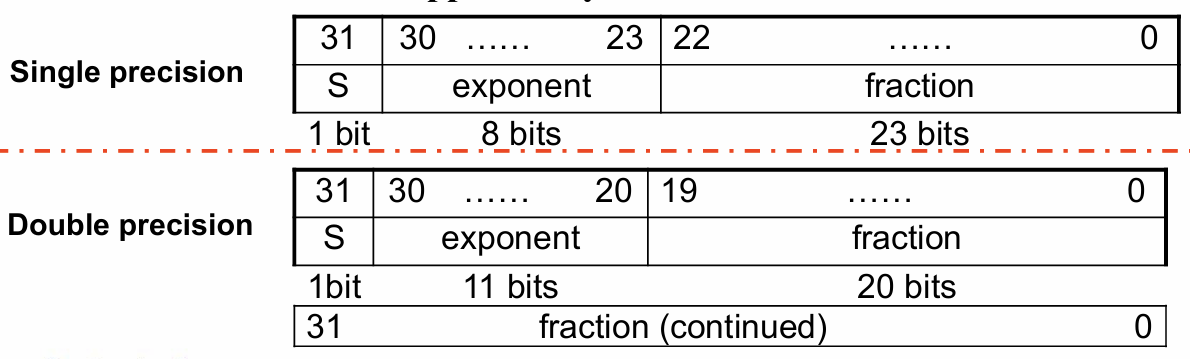 31 30 …… 23 22 …… 0
Single precision S exponent fraction
1 bit 8 bits 23 bits
31 30 …… 20 19 …… 0
Double precision S exponent fraction
1bit 11 bits 20 bits
31 fraction (continued) 0